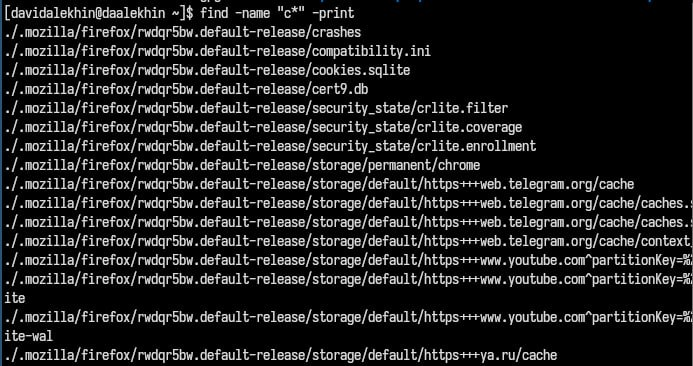 [davidalekhin@daalekhin ~]$ find -name "c*" -print
./.mozilla/firefox/rwdqr5bw.default-release/crashes
./.mozilla/firefox/rwdqr5bw.default-release/compatibility.ini
./.mozilla/firefox/rwdqr5bw.default-release/cookies.sqlite
./.mozilla/firefox/rwdqr5bw.default-release/cert9.db
./.mozilla/firefox/rwdqr5bw.default-release/security_state/crlite.filter
./.mozilla/firefox/rwdqr5bw.default-release/security_state/crlite.coverage
./.mozilla/firefox/rwdqr5bw.default-release/security_state/crlite.enrollment
./.mozilla/firefox/rwdqr5bw.default-release/storage/permanent/chrome
./.mozilla/firefox/rwdqr5bw.default-release/storage/default/https+++web.telegram.org/cache
./.mozilla/firefox/rwdqr5bw.default-release/storage/default/https+++web.telegram.org/cache/caches.s
./.mozilla/firefox/rwdqr5bw.default-release/storage/default/https+++web.telegram.org/cache/caches.s
./.mozilla/firefox/rwdqr5bw.default-release/storage/default/https+++web.telegram.org/cache/context_
./.mozilla/firefox/rwdqr5bw.default-release/storage/default/https+++www.youtube.com^partitionKey=%2
./.mozilla/firefox/rwdqr5bw.default-release/storage/default/https+++www.youtube.com^partitionKey=%2
ite
./.mozilla/firefox/rwdqr5bw.default-release/storage/default/https+++www.youtube.com^partitionKey=%2
ite-wal
./.mozilla/firefox/rwdqr5bw.default-release/storage/default/https+++ya.ru/cache